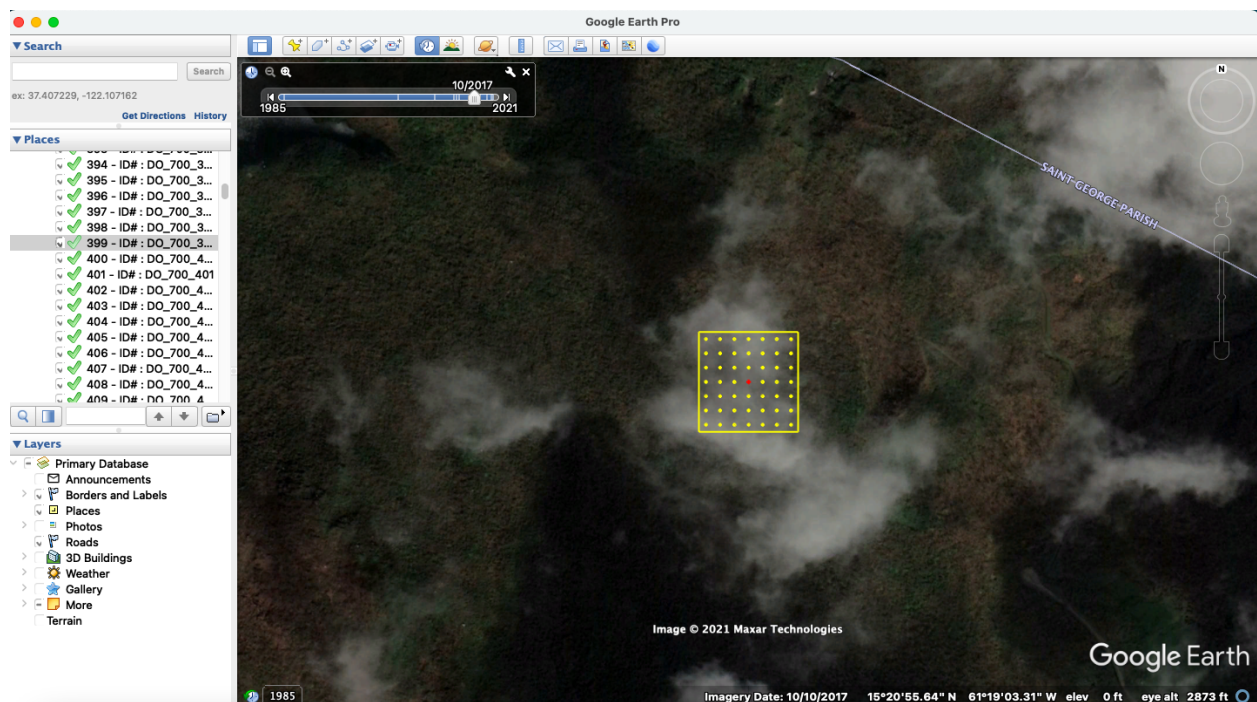 Google Earth Pro
Search
Search
ex: 37.407229, -122.107162
Get Directions History
Places
394 - ID# : DO_700_3...
395 - ID# : DO_700_3...
396 - ID# : DO_700_3...
397 - ID# : DO_700_3...
398 - ID# : DO_700_3...
399 - ID# : DO_700_3...
400 - ID# : DO_700_4...
401 - ID# : DO_700_401
402 - ID# : DO_700_4...
403 - ID# : DO_700_4...
404 - ID# : DO_700_4...
405 - ID# : DO_700_4...
406 - ID# : DO_700_4...
407 - ID# : DO_700_4...
408 - ID# : DO_700_4...
409 - ID# : DO_700_4
Layers
Primary Database
Announcements
Borders and Labels
Places
Photos
Roads
3D Buildings
Weather
Gallery
More
Terrain
10/2017
1985 2021
N
SAINT GEORGE PARISH
Image © 2021 Maxar Technologies
Google Earth
1985
Imagery Date: 10/10/2017 15°20'55.64" N 61°19'03.31" W elev 0 ft eye alt 2873 ft